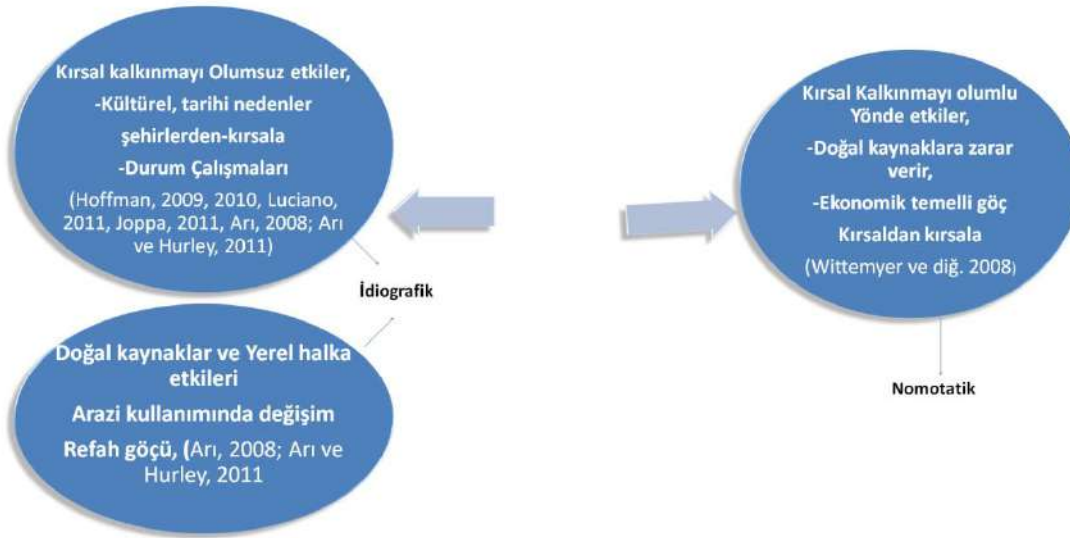 Kırsal kalkınmayı Olumsuz etkiler,
-Kültürel, tarihi nedenler
şehirlerden-kırsala
-Durum Çalışmaları
(Hoffman, 2009, 2010, Luciano,
2011, Joppa, 2011, Arı, 2008; Arı
ve Hurley, 2011)
İdiografik
Doğal kaynaklar ve Yerel halka
etkileri
Arazi kullanımında değişim
Refah göçü, (Arı, 2008; Arı ve
Hurley, 2011
Kırsal Kalkınmayı olumlu
Yönde etkiler,
-Doğal kaynaklara zarar
verir,
-Ekonomik temelli göç
Kırsaldan kırsala
(Wittemyer ve diğ. 2008)
Nomotatik